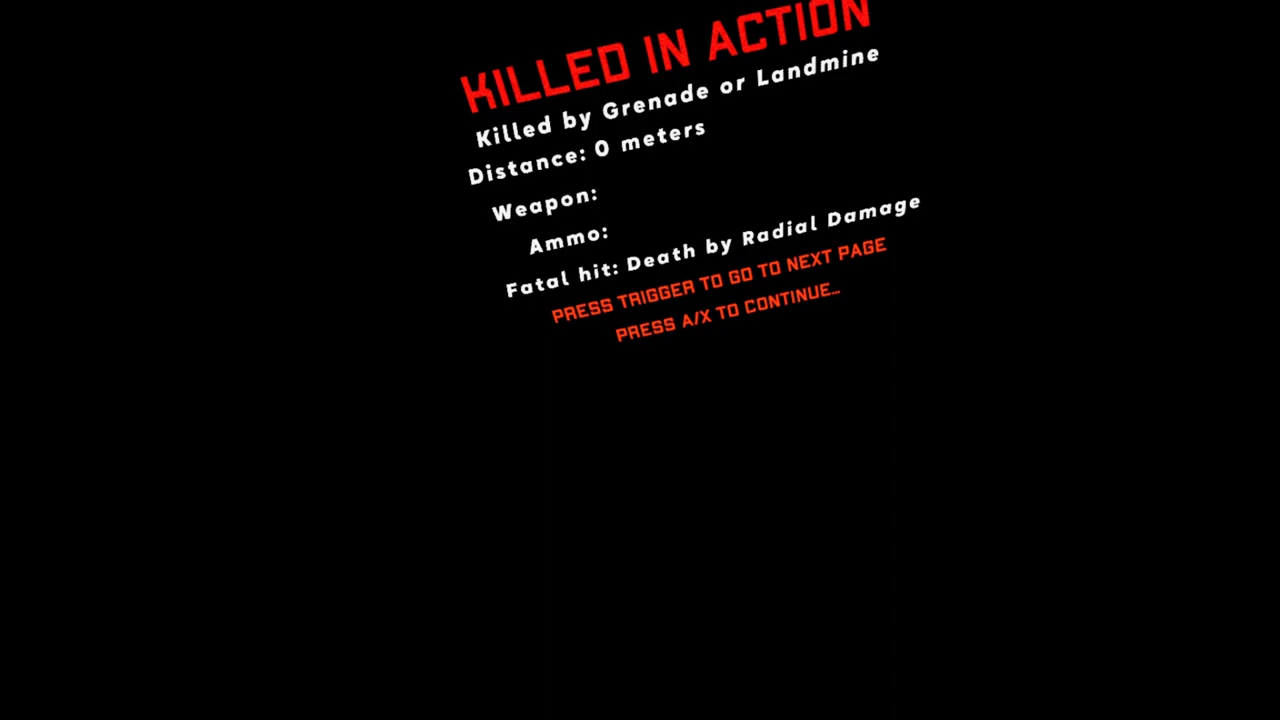 KILLED IN ACTION
Killed by Grenade or Landmine
Distance: 0 meters
Weapon:
Ammo:
Fatal hit: Death by Radial Damage
PRESS TRIGGER TO GO TO NEXT PAGE
PRESS A/X TO CONTINUE...